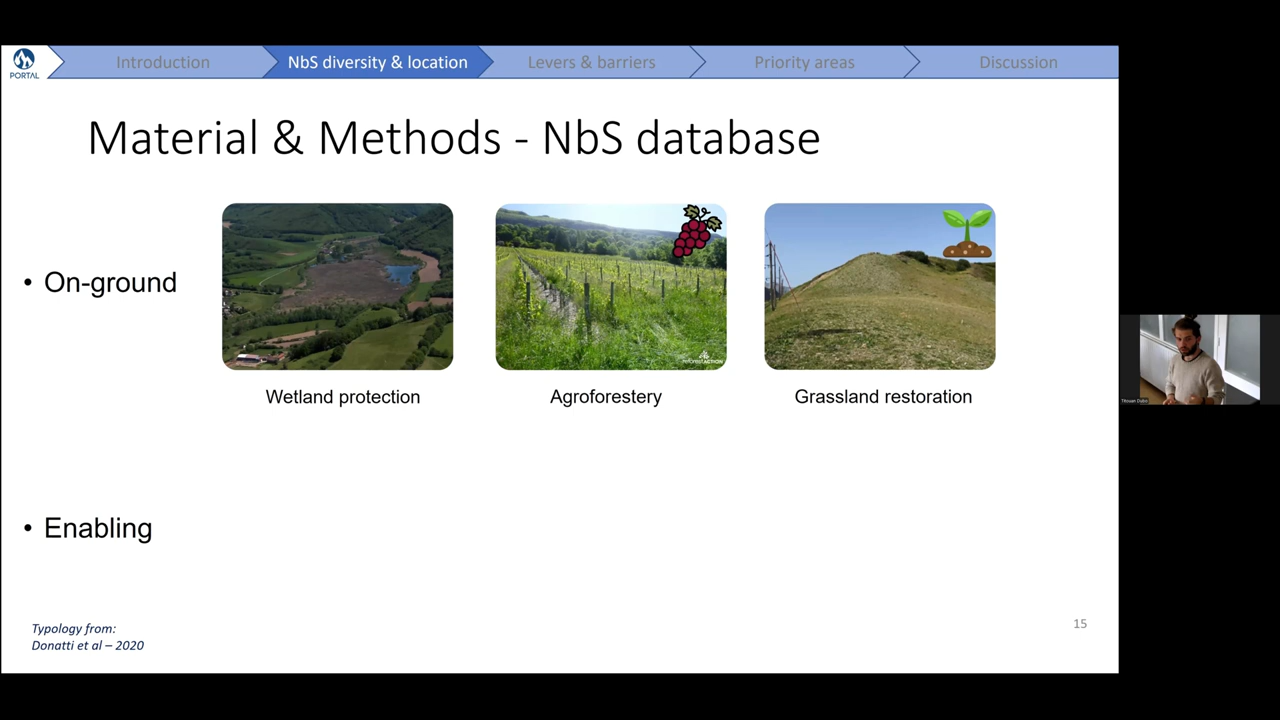 PORTAL
Introduction
NbS diversity & location
Levers & barriers
Priority areas
Discussion
Material & Methods - NbS database
• On-ground
reforestACTION
Wetland protection
Agroforestery
Grassland restoration
• Enabling
Typology from:
Donatti et al – 2020
15